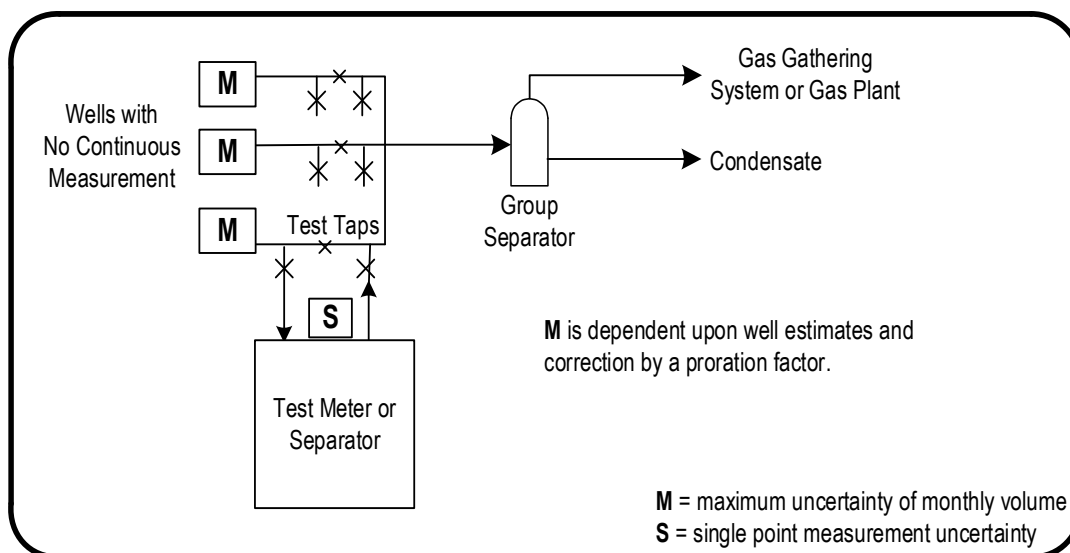 M
Wells with
No Continuous
Measurement
M
M
Test Taps
S
Test Meter or
Separator
Group
Separator
Gas Gathering
System or Gas Plant
Condensate
M is dependent upon well estimates and
correction by a proration factor.
M = maximum uncertainty of monthly volume
S = single point measurement uncertainty